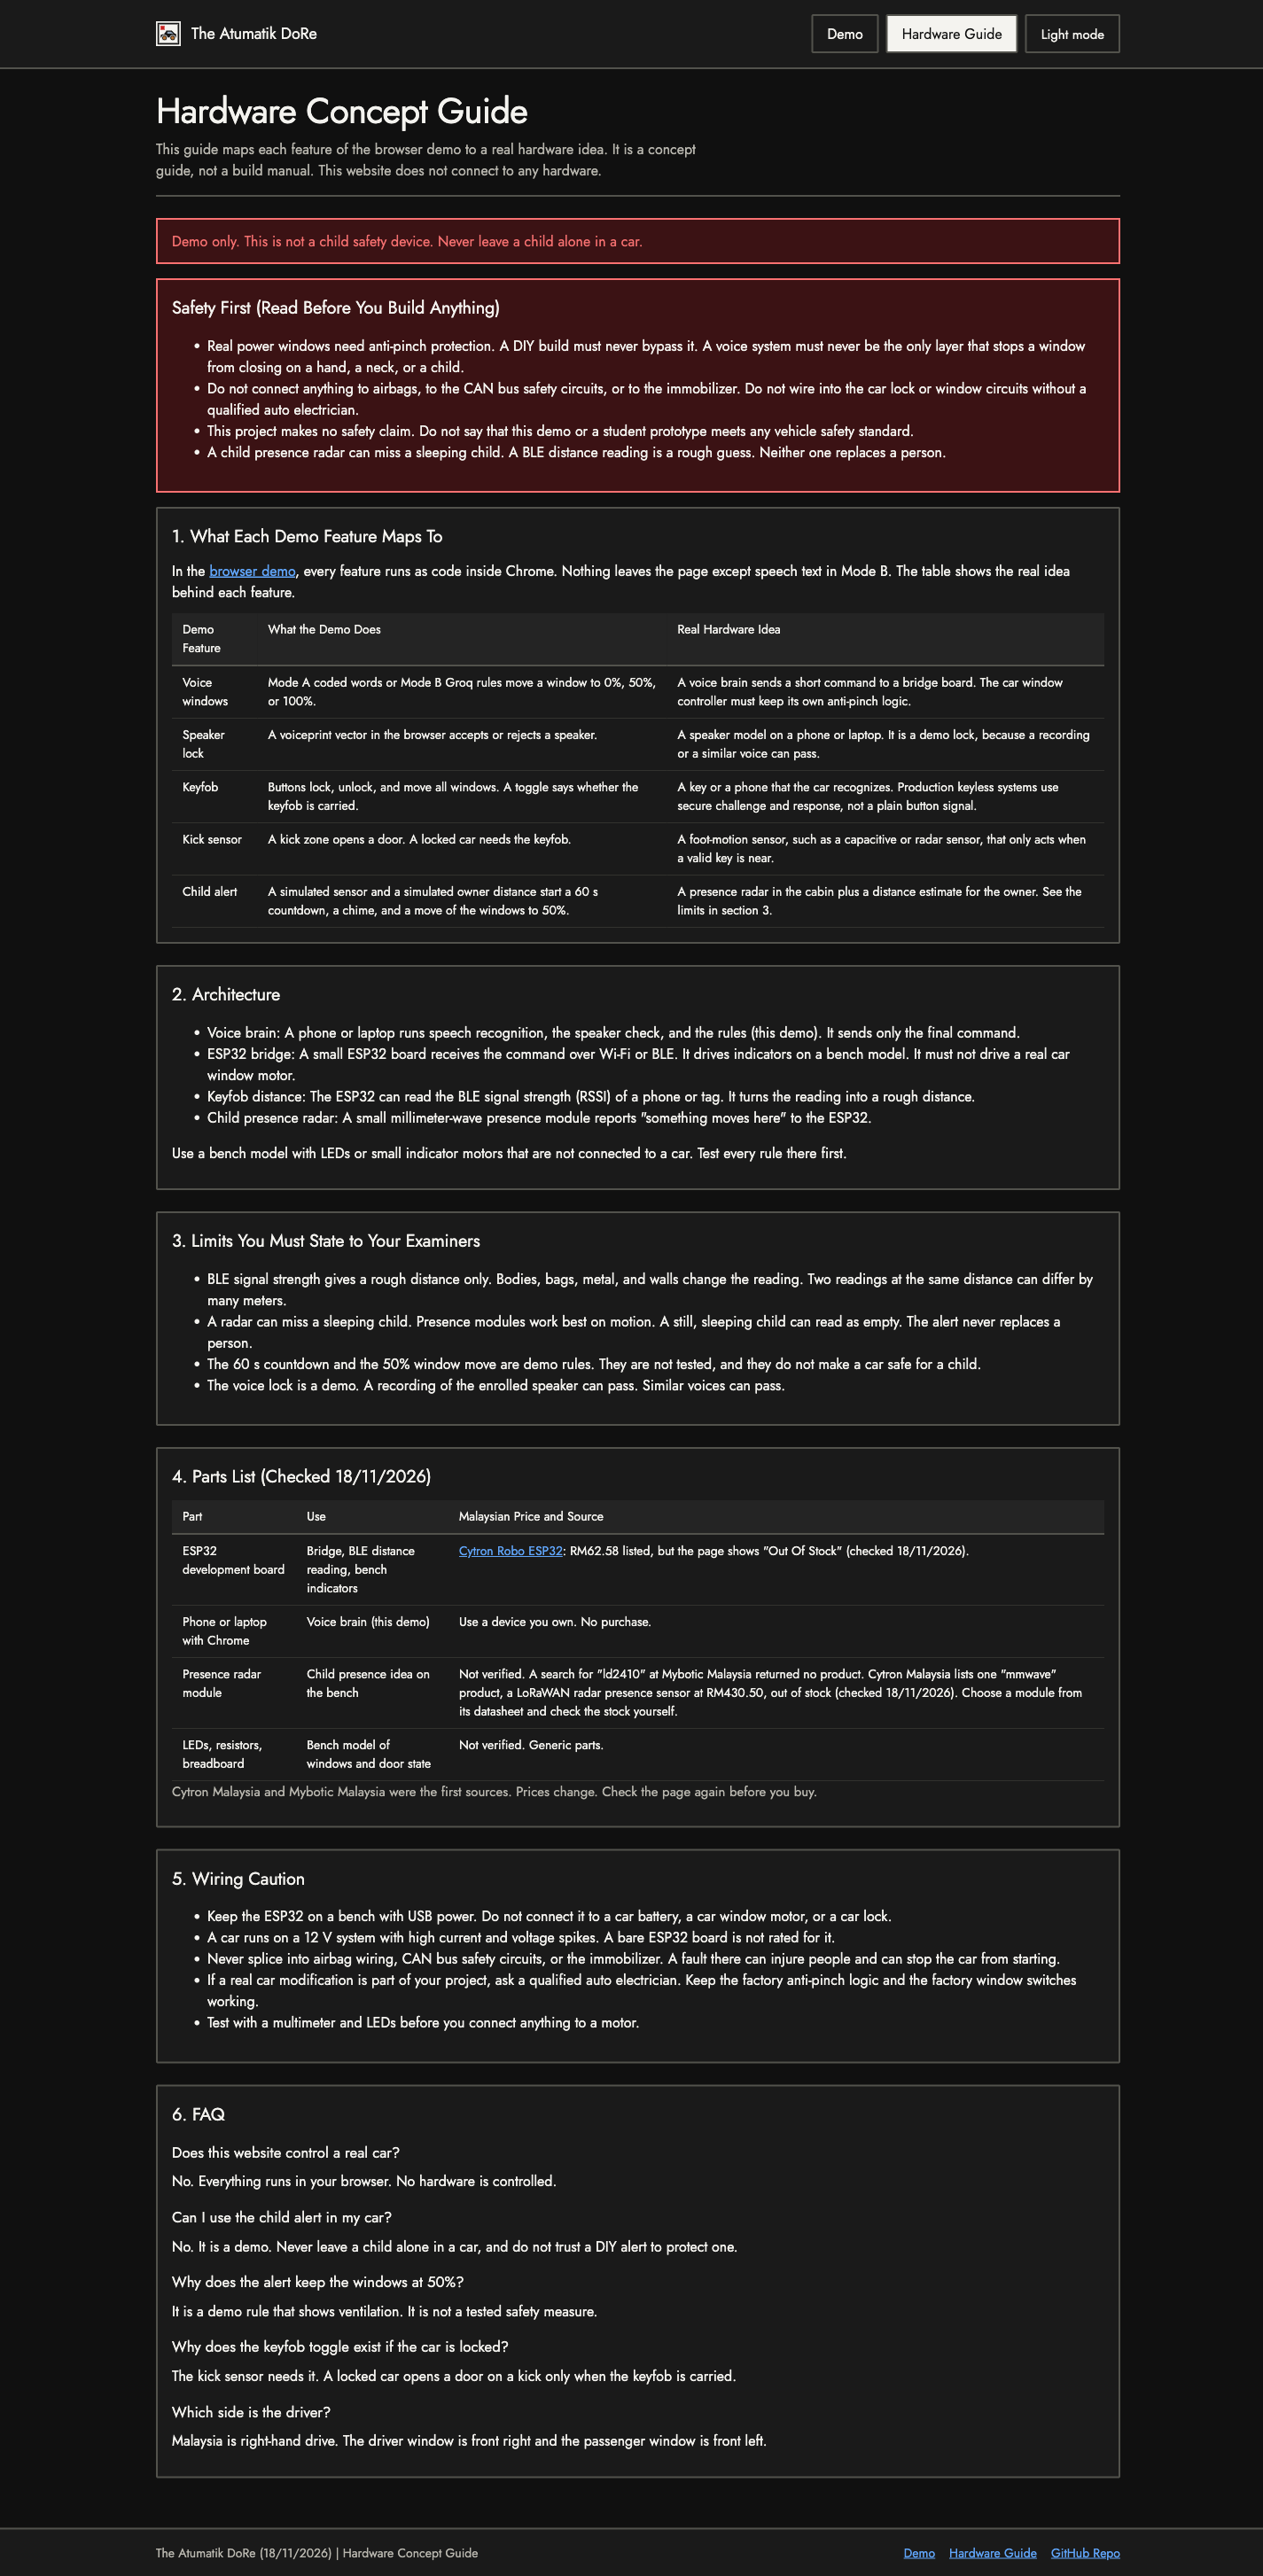 The Atumatik DoRe
Demo
Hardware Guide
Light mode
Hardware Concept Guide
This guide maps each feature of the browser demo to a real hardware idea. It is a concept
guide, not a build manual. This website does not connect to any hardware.
Demo only. This is not a child safety device. Never leave a child alone in a car.
Safety First (Read Before You Build Anything)
• Real power windows need anti-pinch protection. A DIY build must never bypass it. A voice system must never be the only layer that stops a window
from closing on a hand, a neck, or a child.
• Do not connect anything to airbags, to the CAN bus safety circuits, or to the immobilizer. Do not wire into the car lock or window circuits without a
qualified auto electrician.
• This project makes no safety claim. Do not say that this demo or a student prototype meets any vehicle safety standard.
• A child presence radar can miss a sleeping child. A BLE distance reading is a rough guess. Neither one replaces a person.
1. What Each Demo Feature Maps To
In the browser demo, every feature runs as code inside Chrome. Nothing leaves the page except speech text in Mode B. The table shows the real idea
behind each feature.
Demo
Feature
What the Demo Does
Real Hardware Idea
Voice
windows
Mode A coded words or Mode B Groq rules move a window to 0%, 50%,
or 100%.
A voice brain sends a short command to a bridge board. The car window
controller must keep its own anti-pinch logic.
Speaker
lock
A voiceprint vector in the browser accepts or rejects a speaker.
A speaker model on a phone or laptop. It is a demo lock, because a recording
or a similar voice can pass.
Keyfob
Buttons lock, unlock, and move all windows. A toggle says whether the
keyfob is carried.
A key or a phone that the car recognizes. Production keyless systems use
secure challenge and response, not a plain button signal.
Kick sensor
A kick zone opens a door. A locked car needs the keyfob.
A foot-motion sensor, such as a capacitive or radar sensor, that only acts when
a valid key is near.
Child alert
A simulated sensor and a simulated owner distance start a 60 s
countdown, a chime, and a move of the windows to 50%.
A presence radar in the cabin plus a distance estimate for the owner. See the
limits in section 3.
2. Architecture
• Voice brain: A phone or laptop runs speech recognition, the speaker check, and the rules (this demo). It sends only the final command.
• ESP32 bridge: A small ESP32 board receives the command over Wi-Fi or BLE. It drives indicators on a bench model. It must not drive a real car
window motor.
• Keyfob distance: The ESP32 can read the BLE signal strength (RSSI) of a phone or tag. It turns the reading into a rough distance.
• Child presence radar: A small millimeter-wave presence module reports "something moves here" to the ESP32.
Use a bench model with LEDs or small indicator motors that are not connected to a car. Test every rule there first.
3. Limits You Must State to Your Examiners
• BLE signal strength gives a rough distance only. Bodies, bags, metal, and walls change the reading. Two readings at the same distance can differ by
many meters.
• A radar can miss a sleeping child. Presence modules work best on motion. A still, sleeping child can read as empty. The alert never replaces a
person.
• The 60 s countdown and the 50% window move are demo rules. They are not tested, and they do not make a car safe for a child.
• The voice lock is a demo. A recording of the enrolled speaker can pass. Similar voices can pass.
4. Parts List (Checked 18/11/2026)
Part
Use
Malaysian Price and Source
ESP32
development board
Bridge, BLE distance
reading, bench
indicators
Cytron Robo ESP32: RM62.58 listed, but the page shows "Out Of Stock" (checked 18/11/2026).
Phone or laptop
with Chrome
Voice brain (this demo)
Use a device you own. No purchase.
Presence radar
module
Child presence idea on
the bench
Not verified. A search for "ld2410" at Mybotic Malaysia returned no product. Cytron Malaysia lists one "mmwave"
product, a LoRaWAN radar presence sensor at RM430.50, out of stock (checked 18/11/2026). Choose a module from
its datasheet and check the stock yourself.
LEDs, resistors,
breadboard
Bench model of
windows and door state
Not verified. Generic parts.
Cytron Malaysia and Mybotic Malaysia were the first sources. Prices change. Check the page again before you buy.
5. Wiring Caution
• Keep the ESP32 on a bench with USB power. Do not connect it to a car battery, a car window motor, or a car lock.
• A car runs on a 12 V system with high current and voltage spikes. A bare ESP32 board is not rated for it.
• Never splice into airbag wiring, CAN bus safety circuits, or the immobilizer. A fault there can injure people and can stop the car from starting.
• If a real car modification is part of your project, ask a qualified auto electrician. Keep the factory anti-pinch logic and the factory window switches
working.
• Test with a multimeter and LEDs before you connect anything to a motor.
6. FAQ
Does this website control a real car?
No. Everything runs in your browser. No hardware is controlled.
Can I use the child alert in my car?
No. It is a demo. Never leave a child alone in a car, and do not trust a DIY alert to protect one.
Why does the alert keep the windows at 50%?
It is a demo rule that shows ventilation. It is not a tested safety measure.
Why does the keyfob toggle exist if the car is locked?
The kick sensor needs it. A locked car opens a door on a kick only when the keyfob is carried.
Which side is the driver?
Malaysia is right-hand drive. The driver window is front right and the passenger window is front left.
The Atumatik DoRe (18/11/2026) | Hardware Concept Guide
Demo
Hardware Guide
GitHub Repo